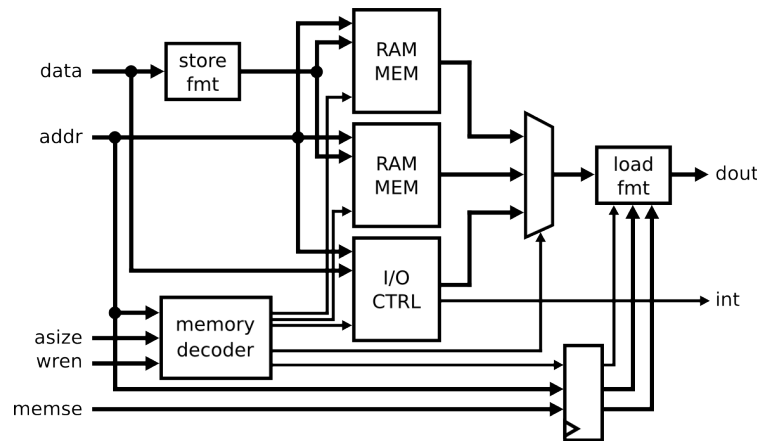 RAM
MEM
store
fmt
data
addr
RAM
MEM
load
fmt
dout
I/O
CTRL
int
memory
decoder
asize
wren
memse